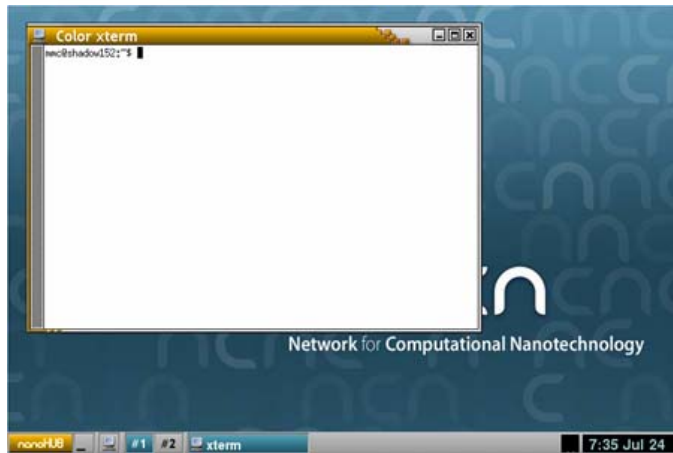 Color xterm
mmc@shadow152:~$
Network for Computational Nanotechnology
nanoHUB
#1
#2
xterm
7:35 Jul 24